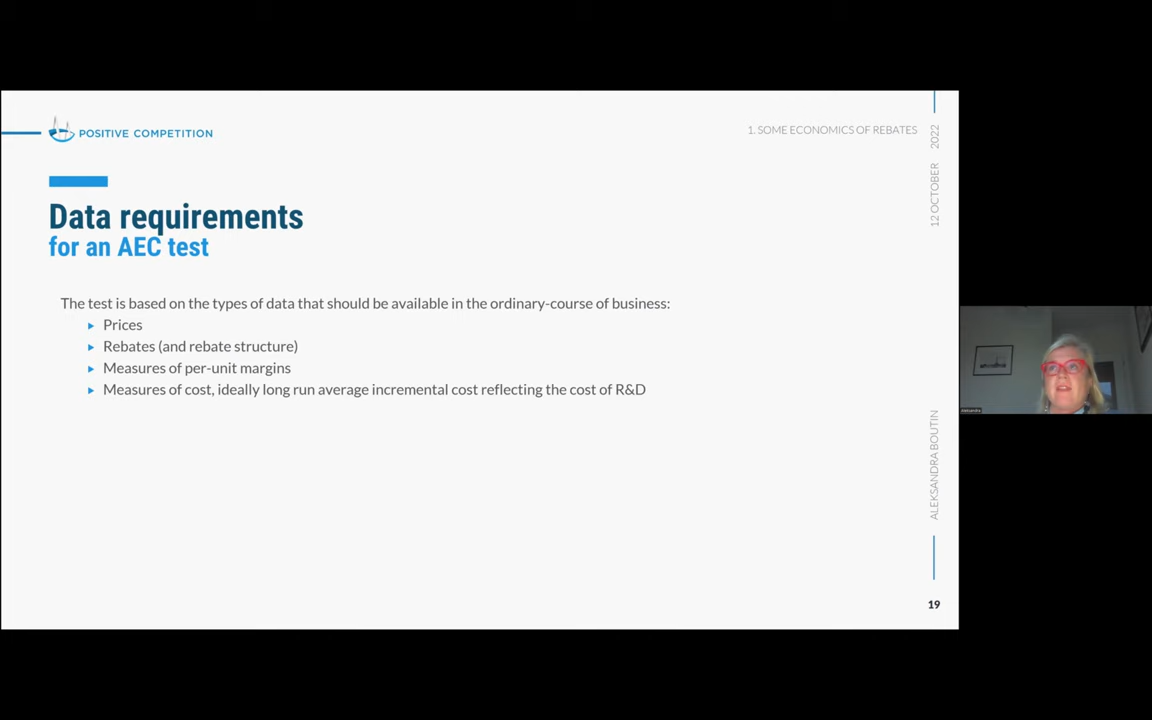 POSITIVE COMPETITION
1. SOME ECONOMICS OF REBATES
12 OCTOBER 2022
Data requirements
for an AEC test
The test is based on the types of data that should be available in the ordinary-course of business:
Prices
Rebates (and rebate structure)
Measures of per-unit margins
Measures of cost, ideally long run average incremental cost reflecting the cost of R&D
ALEKSANDRA BOUTIN
19